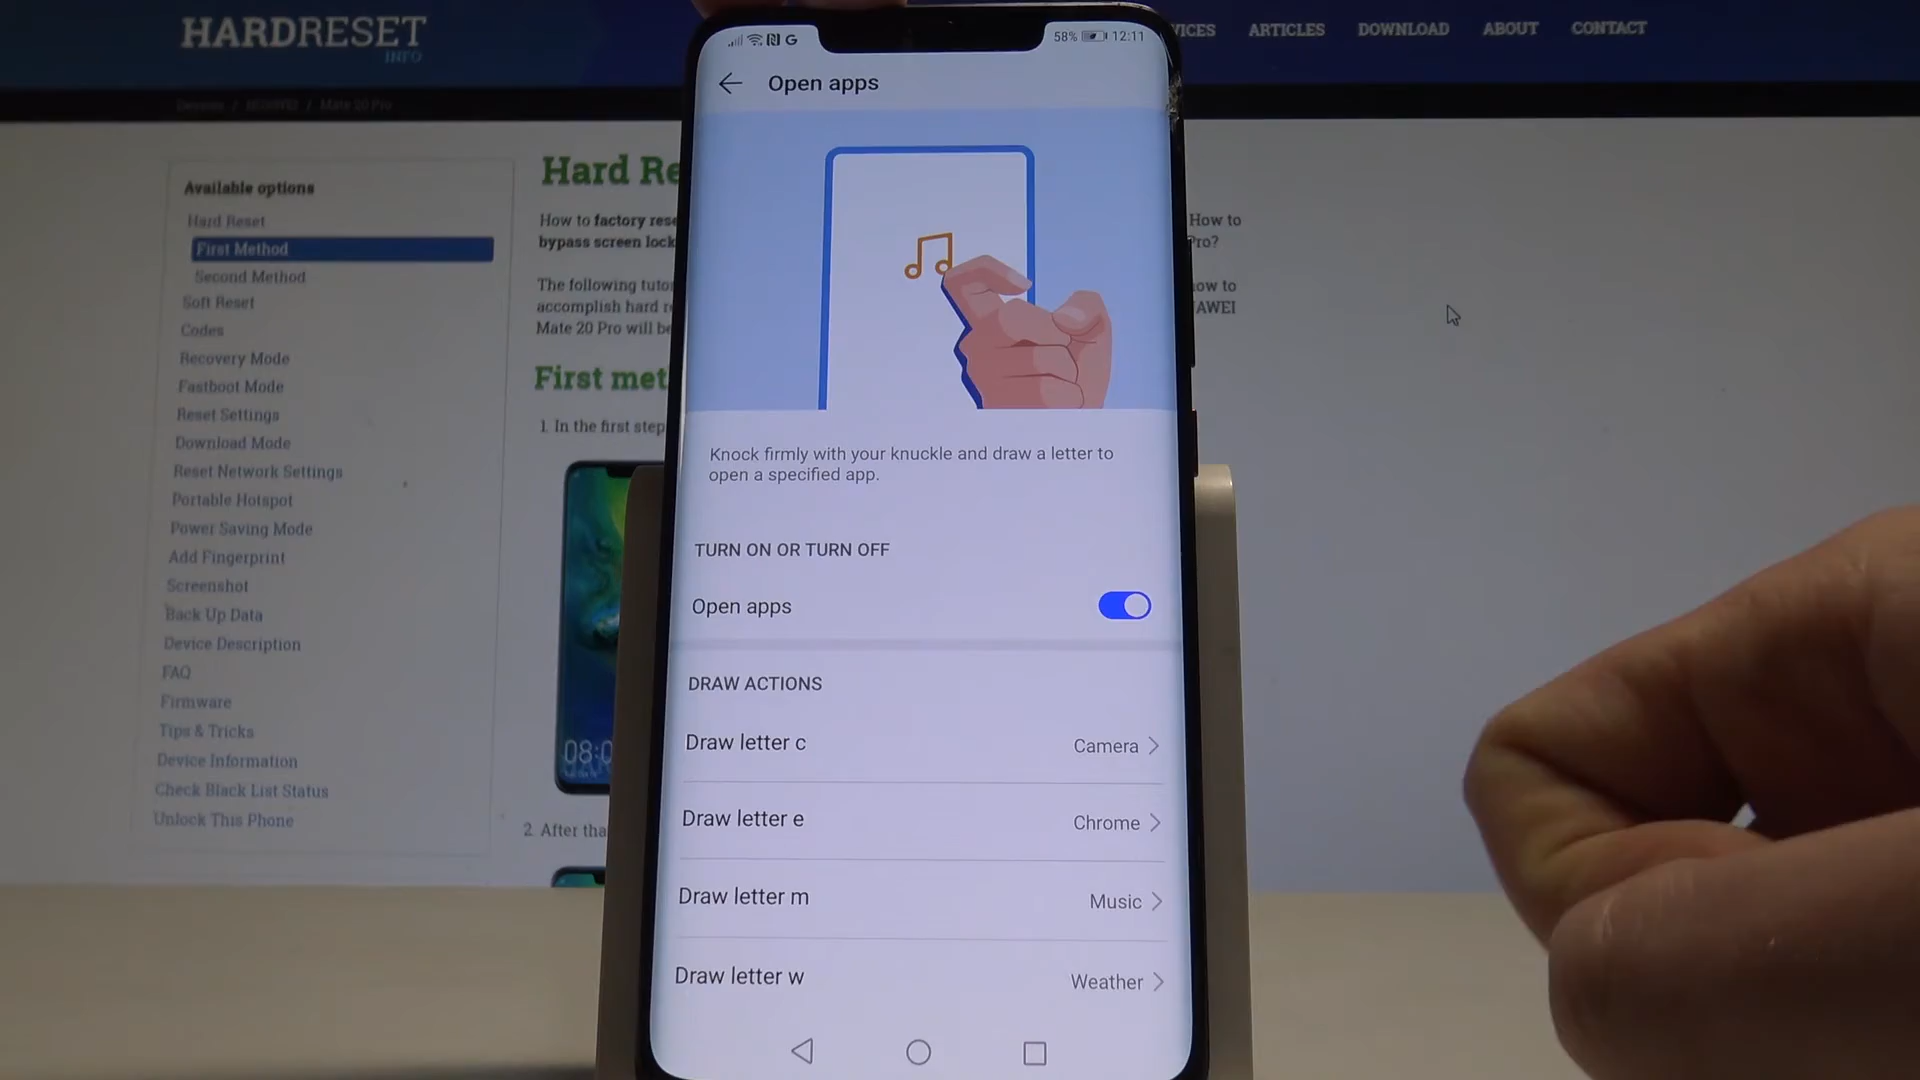 HARDRESET
INFO
VICES
ARTICLES
DOWNLOAD
ABOUT
CONTACT
Devices / HUAWEI / Mate 20 Pro
Available options
Hard Reset
First Method
Second Method
Soft Reset
Codes
Recovery Mode
Fastboot Mode
Reset Settings
Download Mode
Reset Network Settings
Portable Hotspot
Power Saving Mode
Add Fingerprint
Screenshot
Back Up Data
Device Description
FAQ
Firmware
Tips & Tricks
Device Information
Check Black List Status
Unlock This Phone
Hard Re
How to factory rese
bypass screen lock
The following tuto
accomplish hard r
Mate 20 Pro will be
First met
1. In the first step
08:0
2. After tha
How to
Pro?
ow to
AWEI
G
58% 12:11
Open apps
Knock firmly with your knuckle and draw a letter to
open a specified app.
TURN ON OR TURN OFF
Open apps
DRAW ACTIONS
Draw letter c
Camera
Draw letter e
Chrome
Draw letter m
Music
Draw letter w
Weather